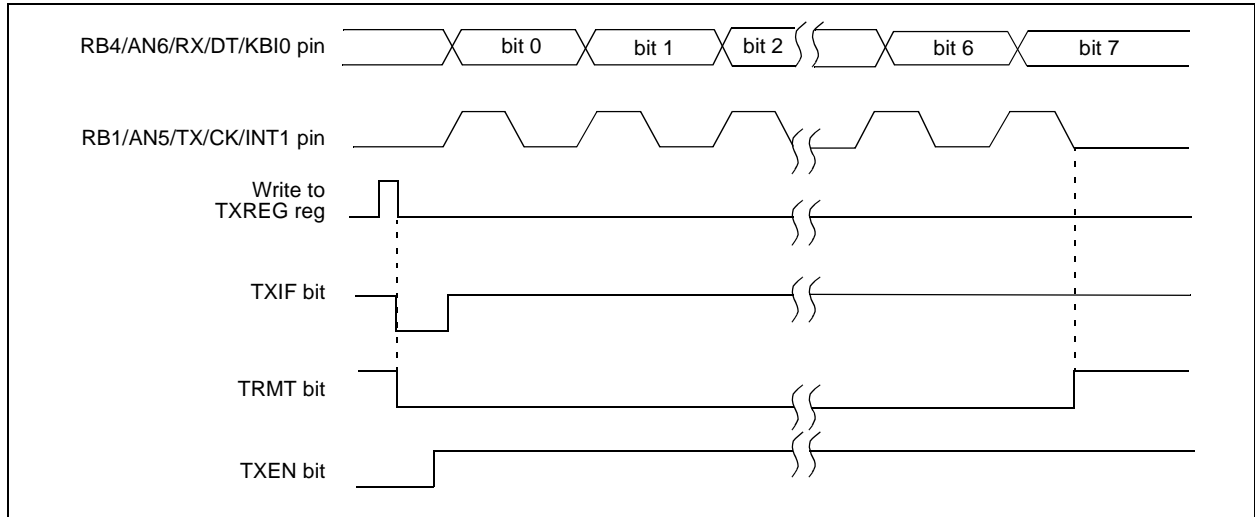 RB4/AN6/RX/DT/KBI0 pin
bit 0
bit 1
bit 2
bit 6
bit 7
RB1/AN5/TX/CK/INT1 pin
Write to
TXREG reg
TXIF bit
TRMT bit
TXEN bit